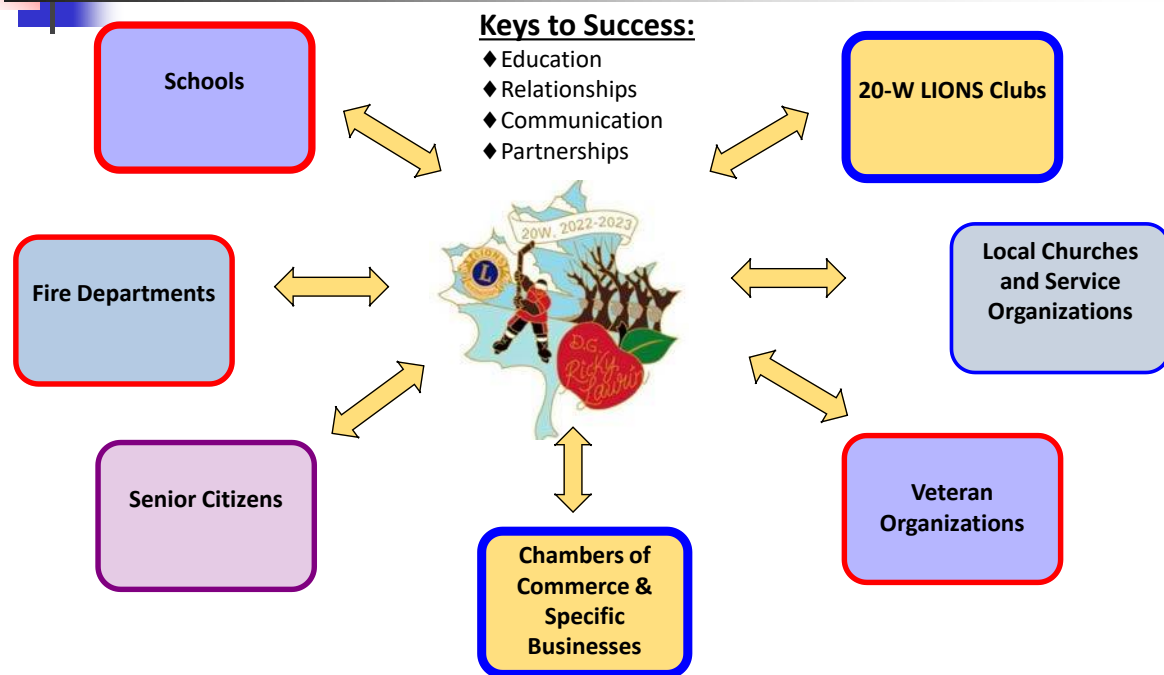 Keys to Success:
♦ Education
♦ Relationships
♦ Communication
♦ Partnerships
Schools
20-W LIONS Clubs
Fire Departments
20W, 2022-2023
LIONS
L
D.G.
Ricky
Laurin
Local Churches
and Service
Organizations
Senior Citizens
Veteran
Organizations
Chambers of
Commerce &
Specific
Businesses